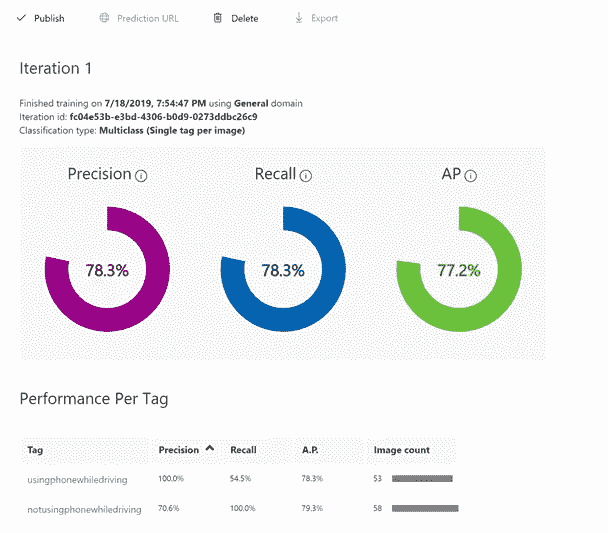 Publish Prediction URL Delete Export
Iteration 1
Finished training on 7/18/2019, 7:54:47 PM using General domain
Iteration id: fc04e53b-e3bd-4306-b0d9-0273ddbc26c9
Classification type: Multiclass (Single tag per image)
Precision Recall AP
78.3% 78.3% 77.2%
Performance Per Tag
Tag Precision Recall A.P. Image count
usingphonewhiledriving 100.0% 54.5% 78.3% 53
notusingphonewhiledriving 70.6% 100.0% 79.3% 58